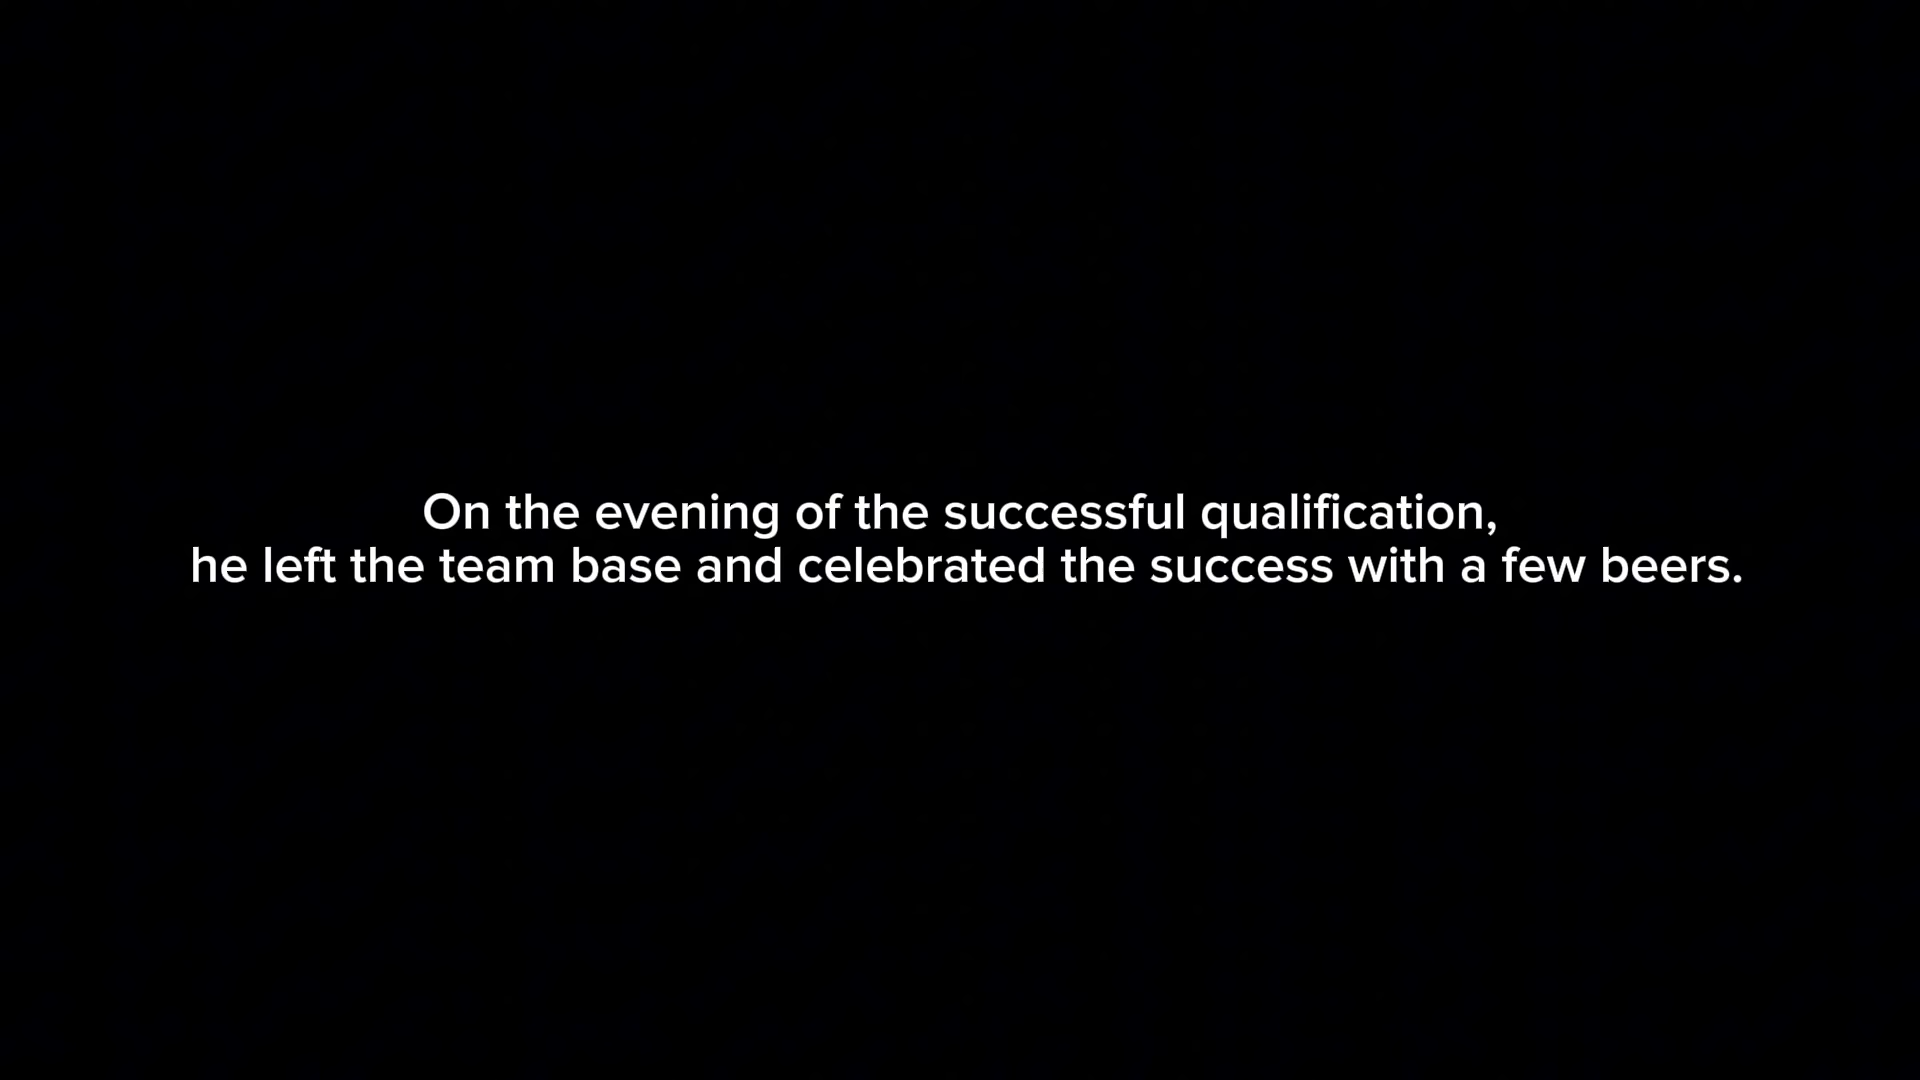 On the evening of the successful qualification,
he left the team base and celebrated the success with a few beers.